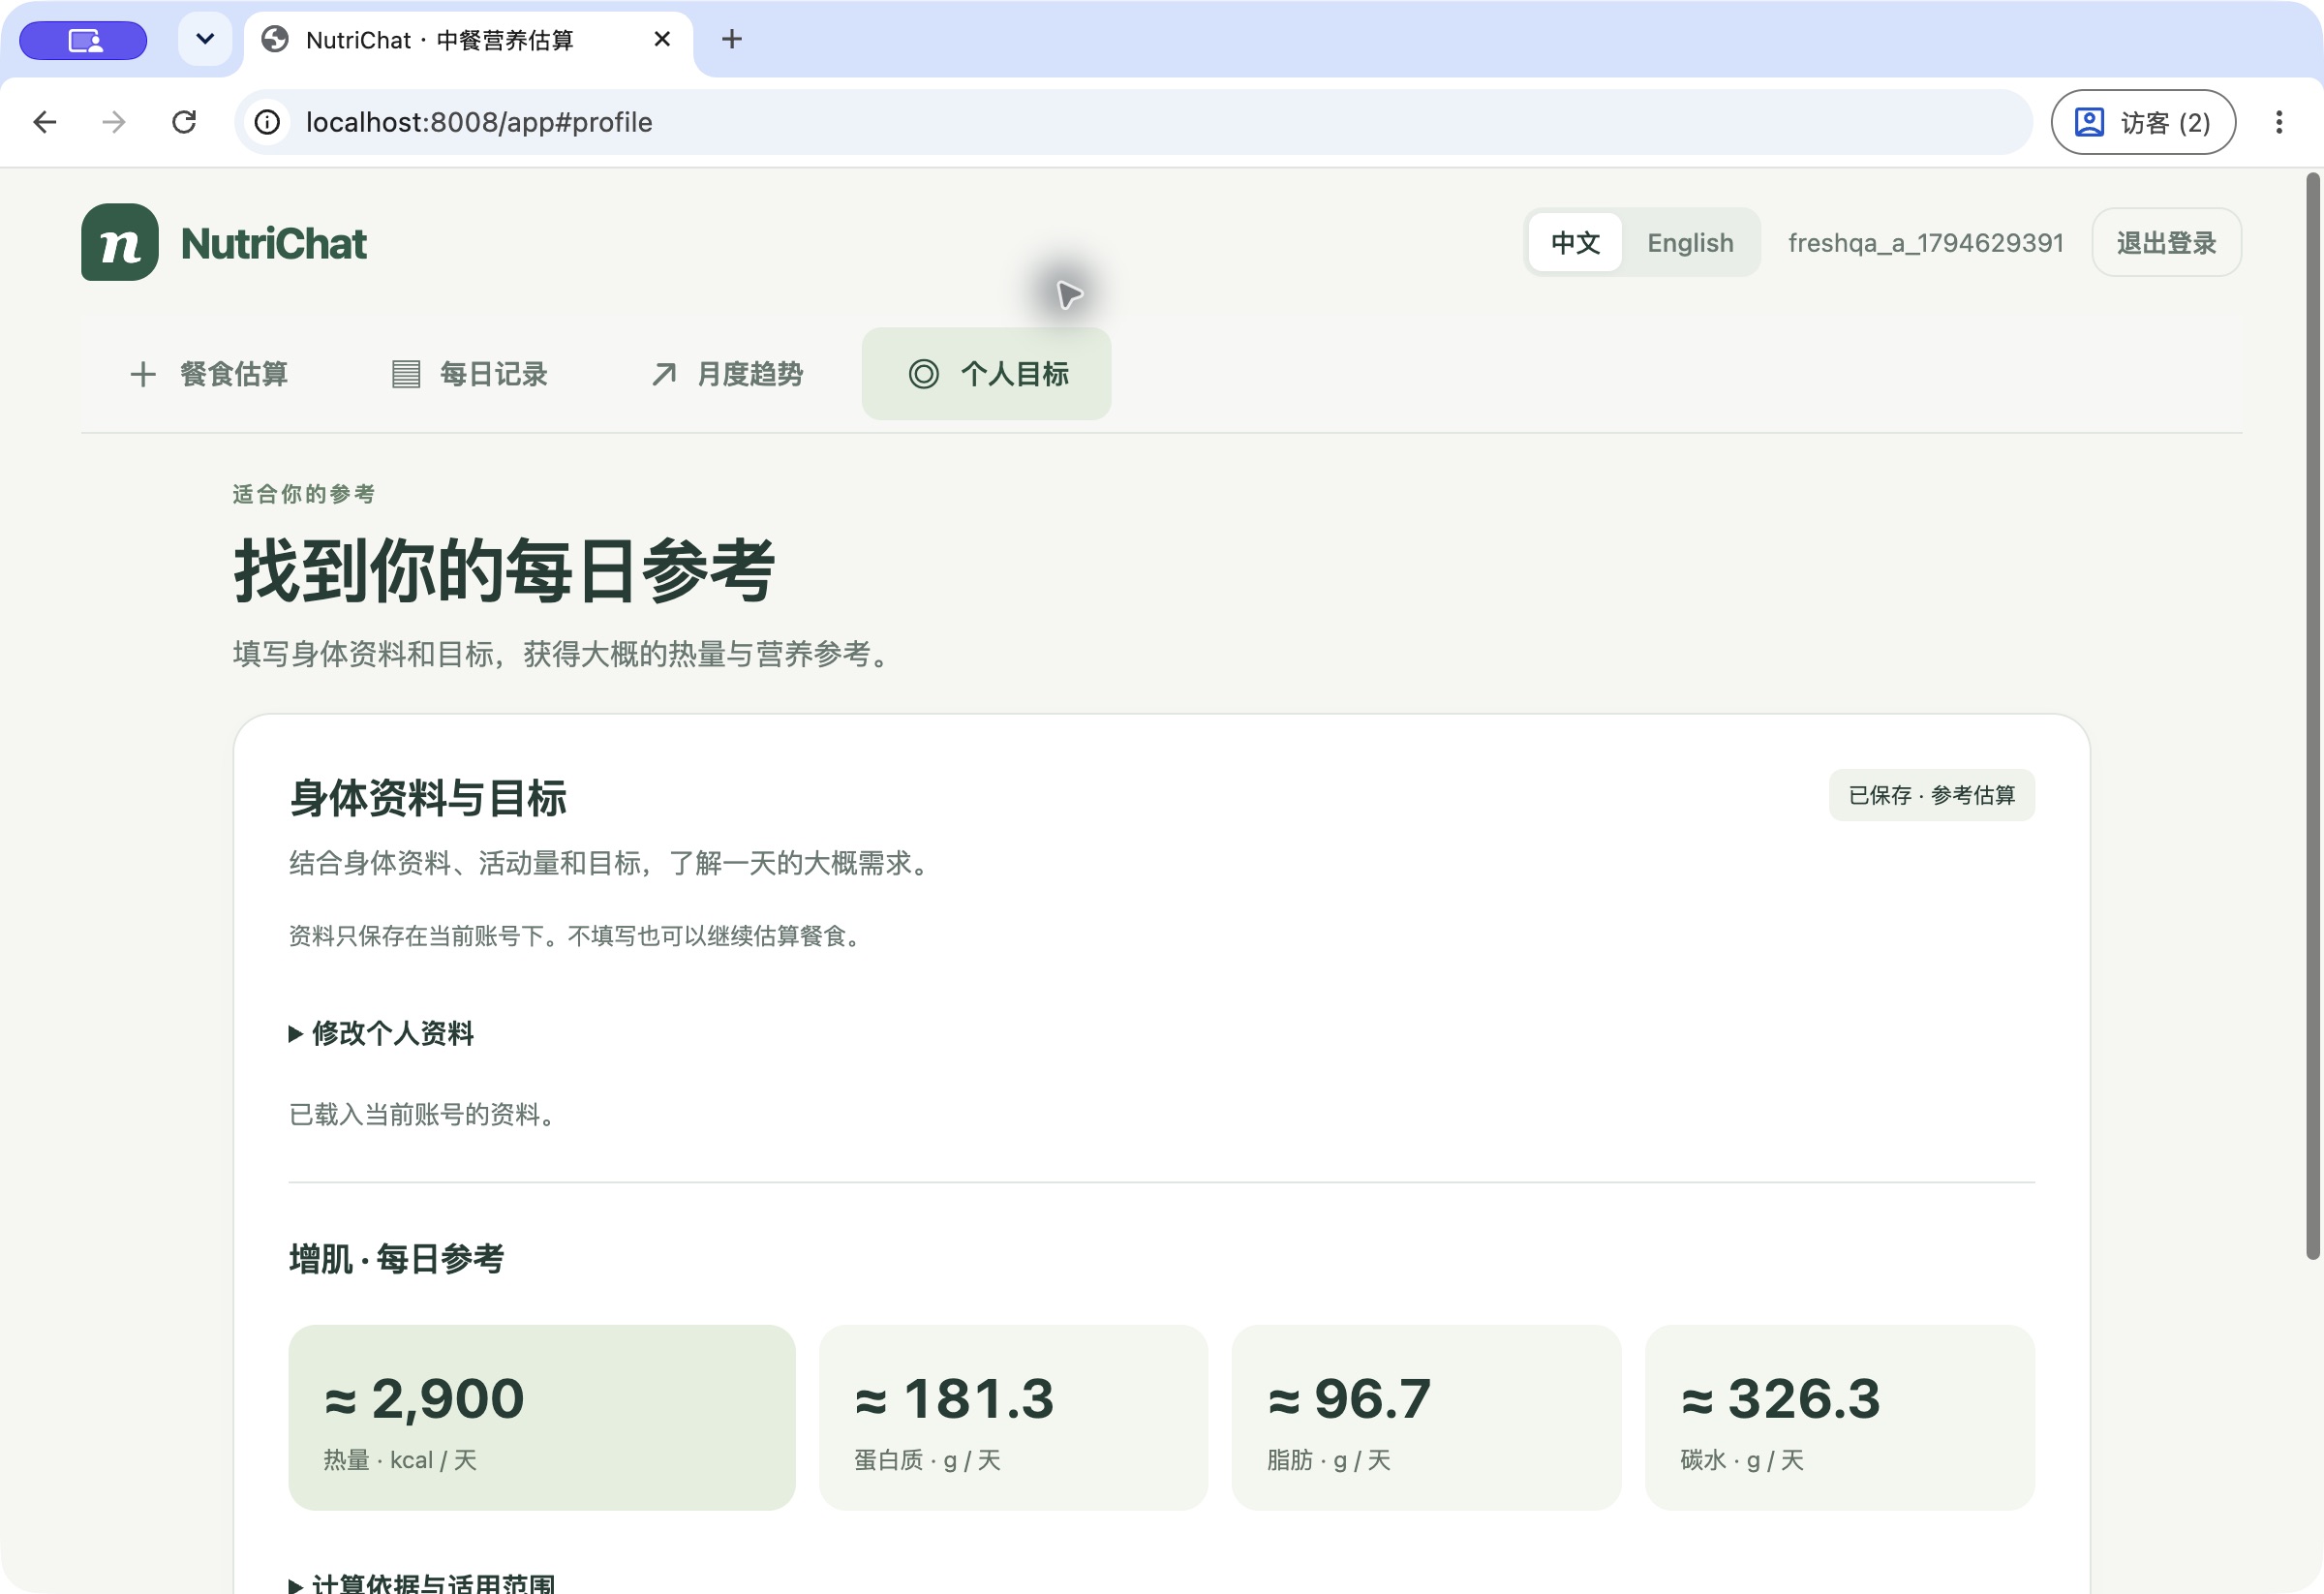 NutriChat · 中餐营养估算
localhost:8008/app#profile
访客 (2)
n NutriChat
中文 English freshqa_a_1794629391 退出登录
餐食估算 每日记录 月度趋势 个人目标
适合你的参考
找到你的每日参考
填写身体资料和目标，获得大概的热量与营养参考。
身体资料与目标
已保存 · 参考估算
结合身体资料、活动量和目标，了解一天的大概需求。
资料只保存在当前账号下。不填写也可以继续估算餐食。
修改个人资料
已载入当前账号的资料。
增肌 · 每日参考
≈ 2,900
热量 · kcal / 天
≈ 181.3
蛋白质 · g / 天
≈ 96.7
脂肪 · g / 天
≈ 326.3
碳水 · g / 天
计算依据与适用范围